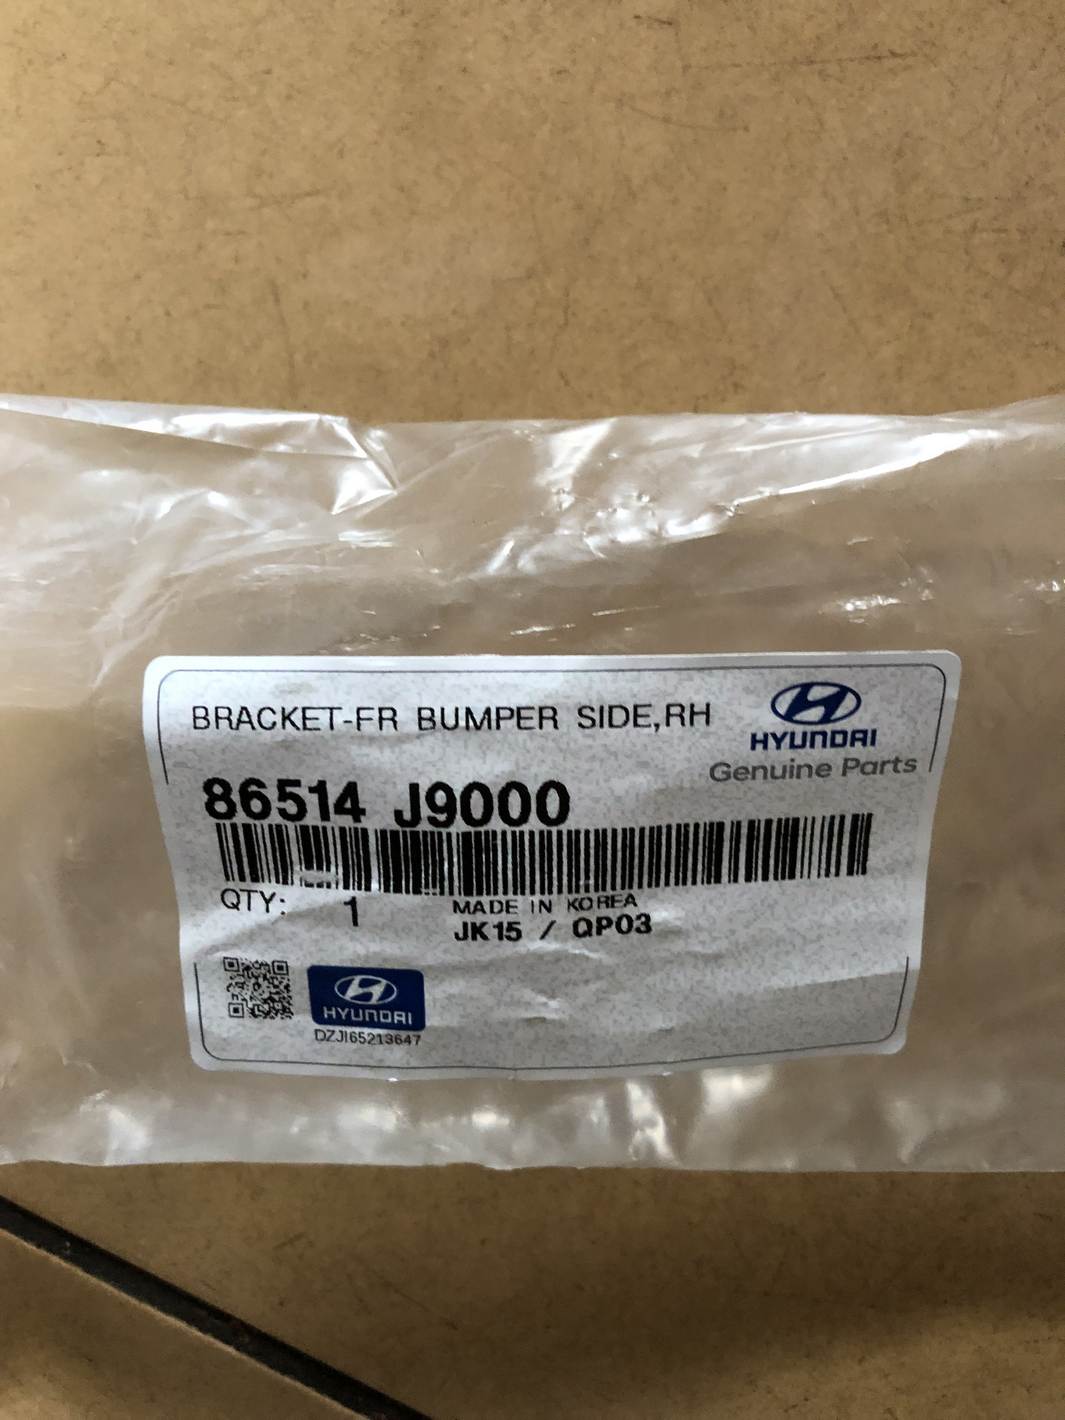 BRACKET-FR BUMPER SIDE,RH
HYUNDAI
Genuine Parts
86514 J9000
QTY: 1
MADE IN KOREA
JK15 / QP03
HYUNDAI
DZJI65213647